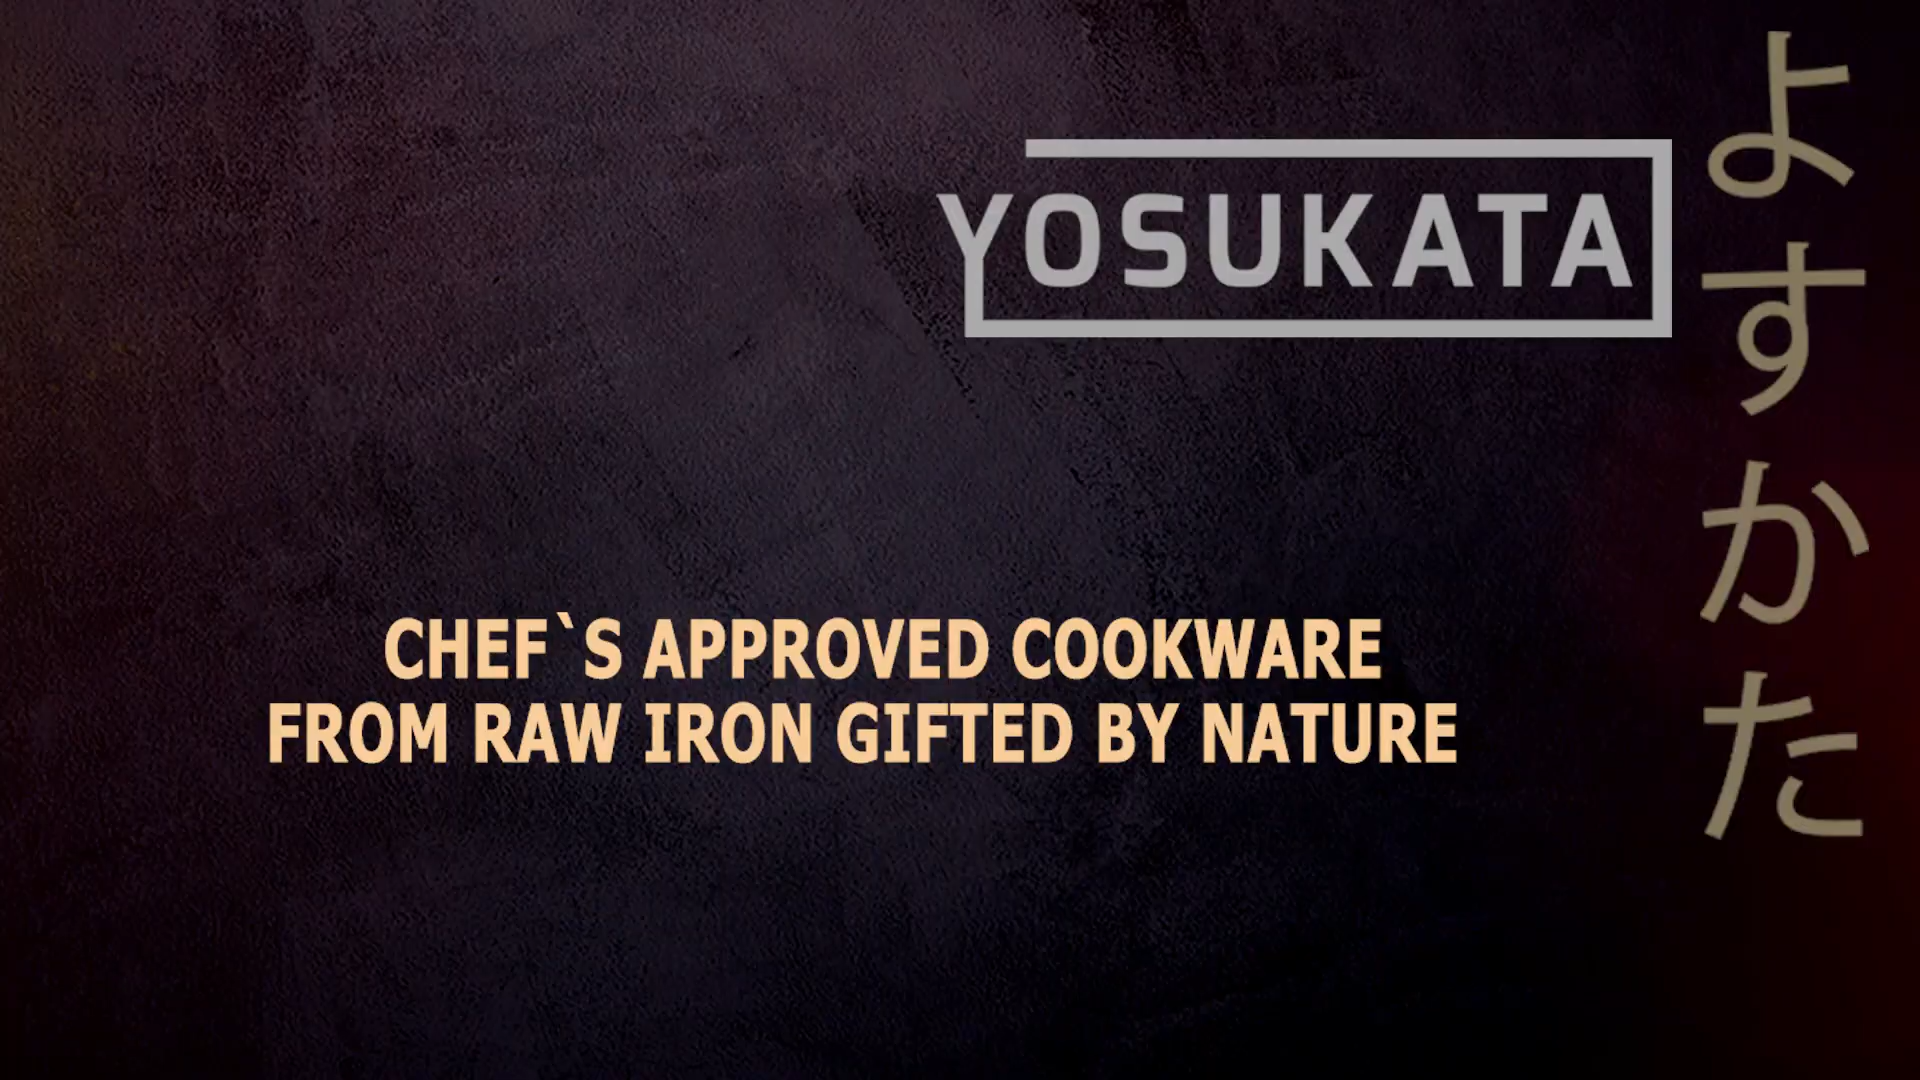 YOSUKATA
よすかた
CHEF`S APPROVED COOKWARE
FROM RAW IRON GIFTED BY NATURE